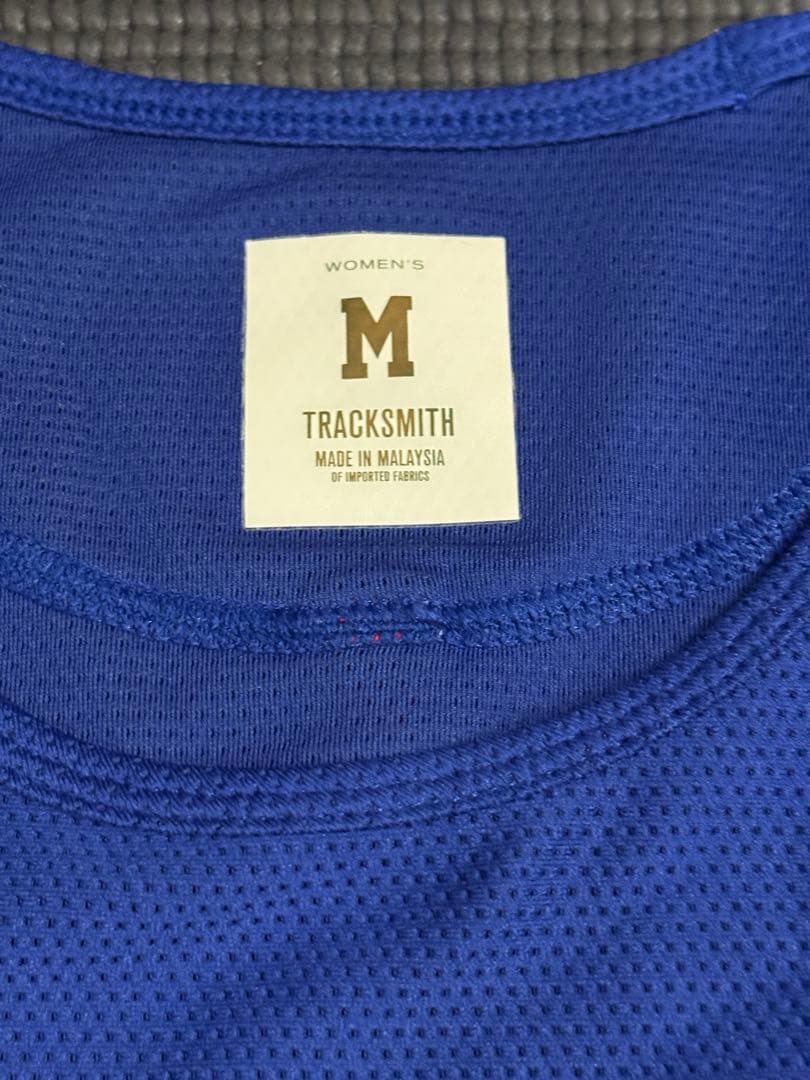 WOMEN'S
M
TRACKSMITH
MADE IN MALAYSIA
OF IMPORTED FABRICS